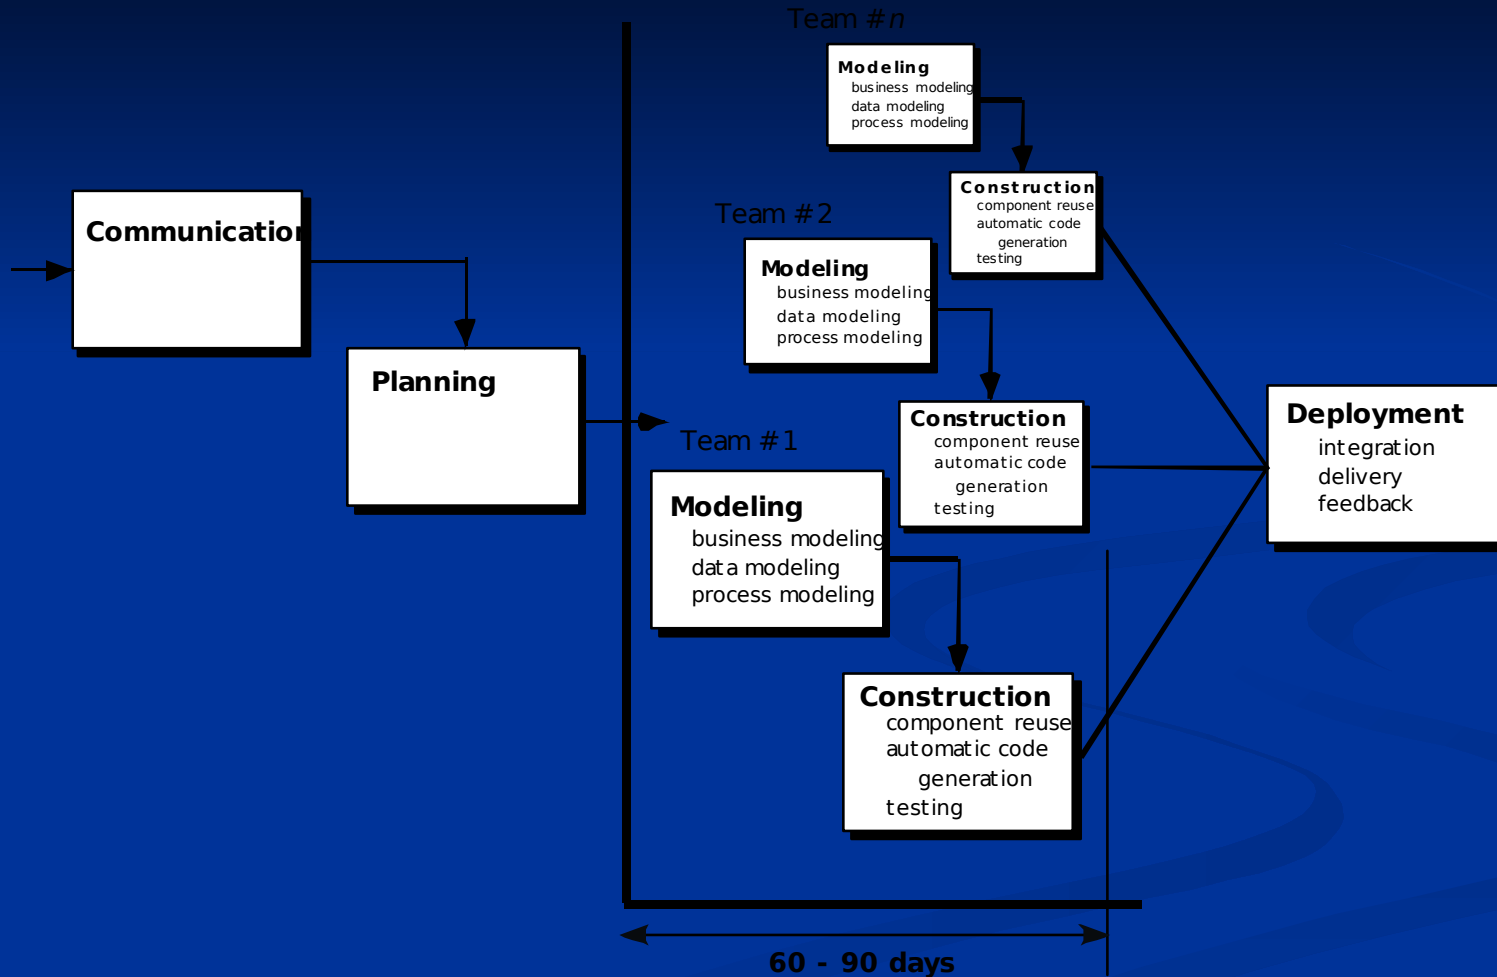 Team #n
Modeling
business modeling
data modeling
process modeling
Construction
component reuse
automatic code
generation
testing
Communication
Team #2
Modeling
business modeling
data modeling
process modeling
Planning
Construction
component reuse
automatic code
generation
testing
Deployment
integration
delivery
feedback
Team #1
Modeling
business modeling
data modeling
process modeling
Construction
component reuse
automatic code
generation
testing
60 - 90 days